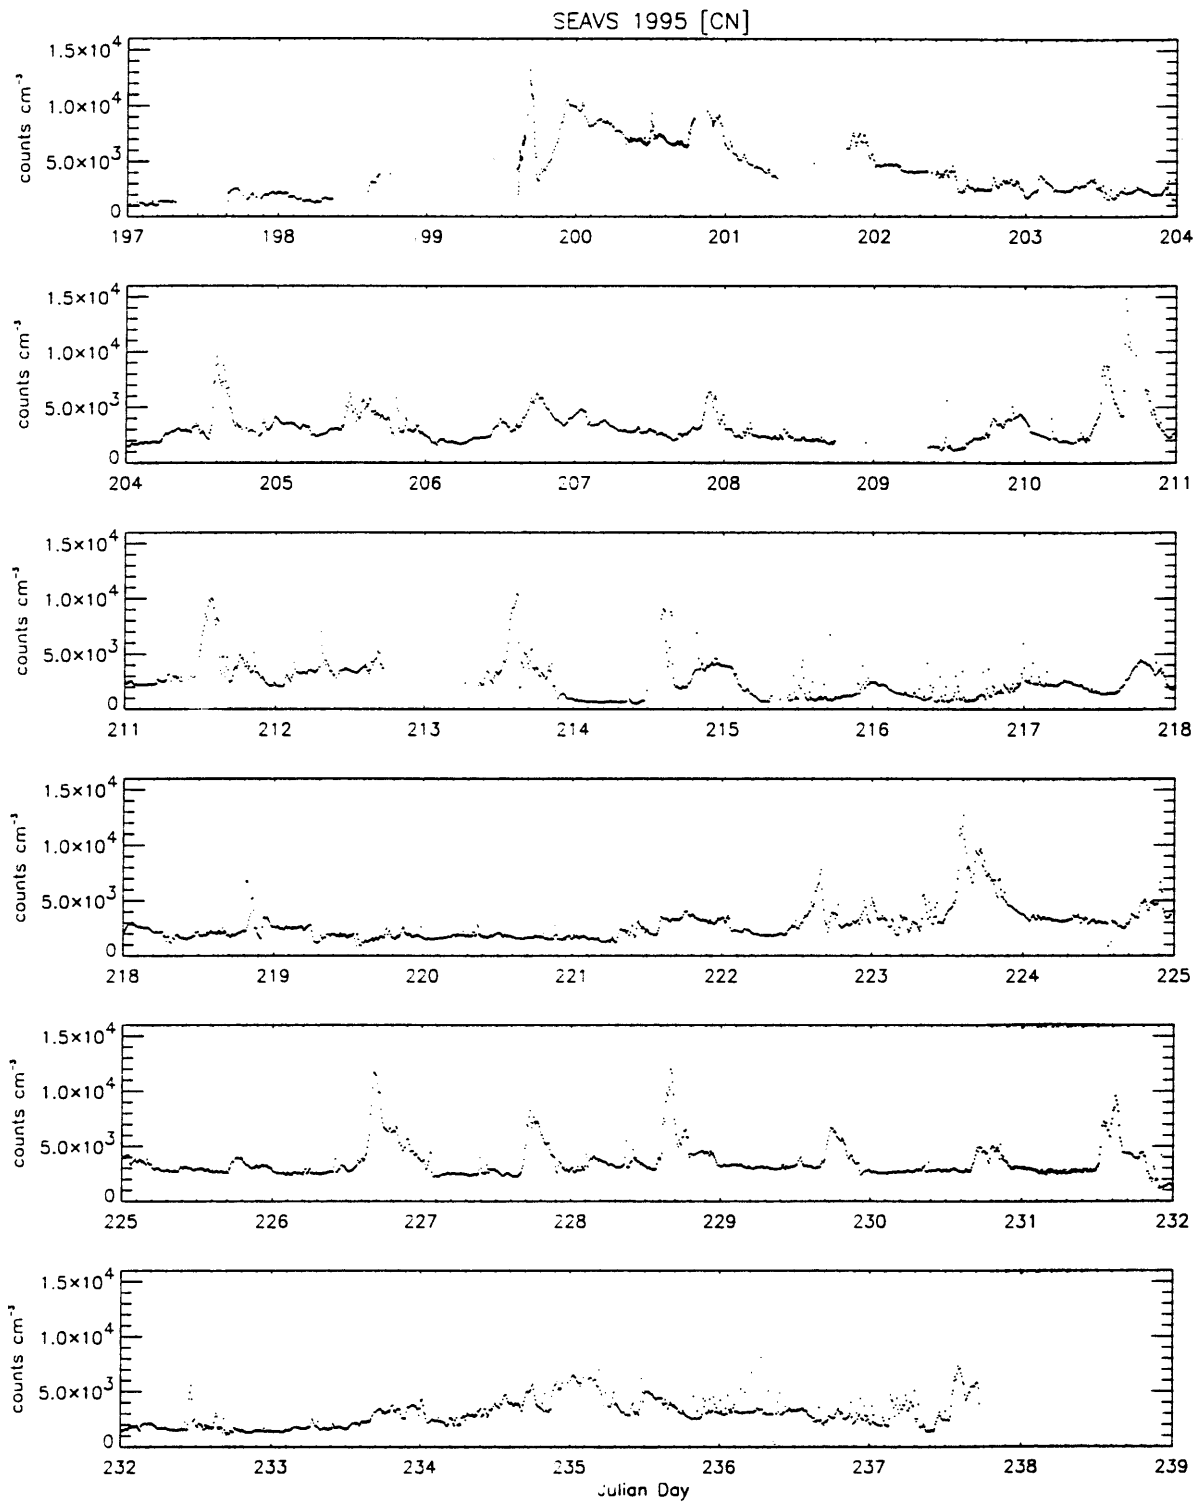 SEAVS 1995 [CN]
1.5×10⁴
1.0×10⁴
5.0×10³
0
counts cm⁻³
197 198 199 200 201 202 203 204
1.5×10⁴
1.0×10⁴
5.0×10³
0
counts cm⁻³
204 205 206 207 208 209 210 211
1.5×10⁴
1.0×10⁴
5.0×10³
0
counts cm⁻³
211 212 213 214 215 216 217 218
1.5×10⁴
1.0×10⁴
5.0×10³
0
counts cm⁻³
218 219 220 221 222 223 224 225
1.5×10⁴
1.0×10⁴
5.0×10³
0
counts cm⁻³
225 226 227 228 229 230 231 232
1.5×10⁴
1.0×10⁴
5.0×10³
0
counts cm⁻³
232 233 234 235 236 237 238 239
Julian Day